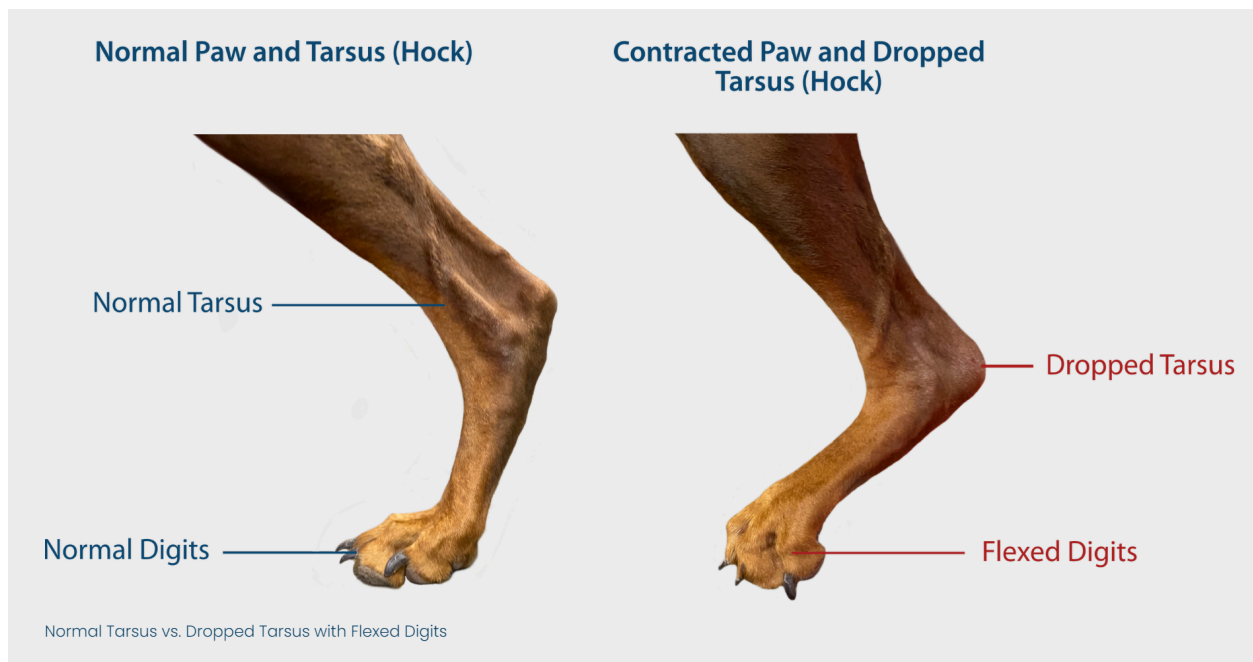 Normal Paw and Tarsus (Hock)
Contracted Paw and Dropped
Tarsus (Hock)
Normal Tarsus
Dropped Tarsus
Normal Digits
Flexed Digits
Normal Tarsus vs. Dropped Tarsus with Flexed Digits